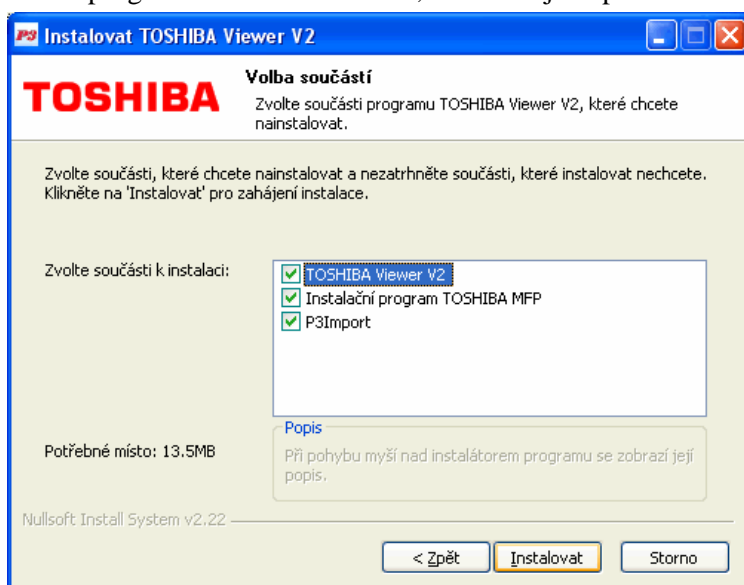 P3 Instalovat TOSHIBA Viewer V2
TOSHIBA
Volba součástí
Zvolte součásti programu TOSHIBA Viewer V2, které chcete
nainstalovat.
Zvolte součásti, které chcete nainstalovat a nezatrhněte součásti, které instalovat nechcete.
Klikněte na 'Instalovat' pro zahájení instalace.
Zvolte součásti k instalaci:
TOSHIBA Viewer V2
Instalační program TOSHIBA MFP
P3Import
Potřebné místo: 13.5MB
Popis
Při pohybu myší nad instalátorem programu se zobrazí její
popis.
Nullsoft Install System v2.22
< Zpět
Instalovat
Storno